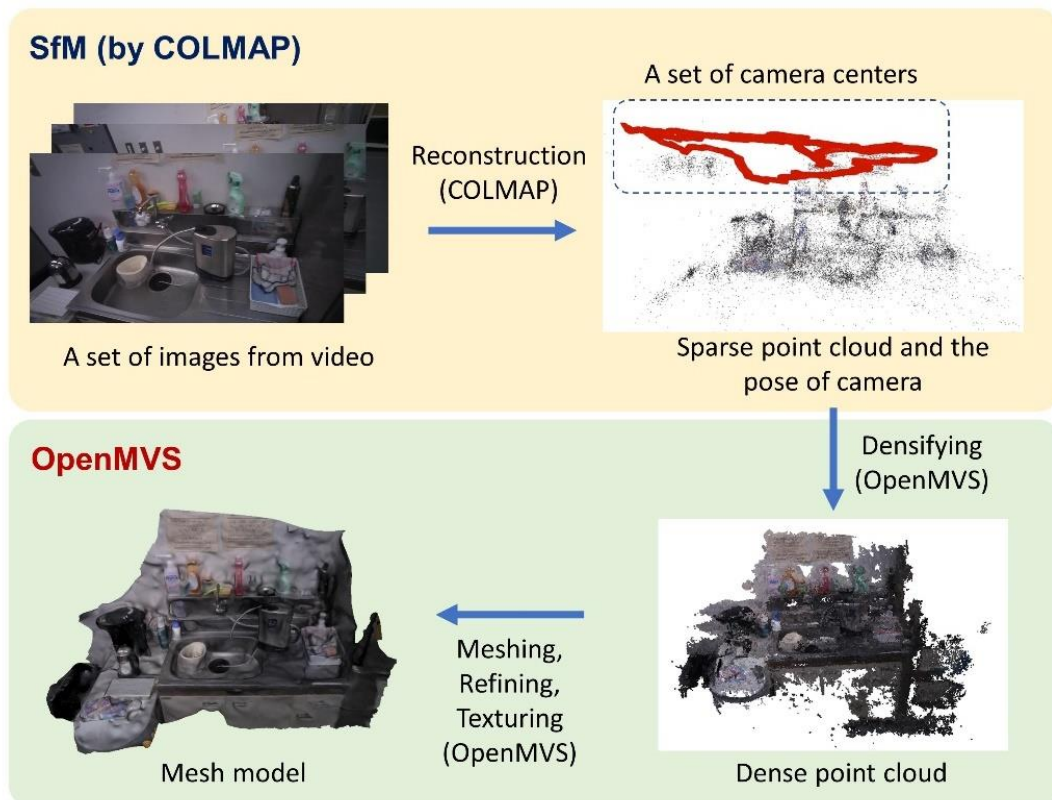 SfM (by COLMAP)
A set of camera centers
Reconstruction
(COLMAP)
A set of images from video
Sparse point cloud and the
pose of camera
OpenMVS
Densifying
(OpenMVS)
Meshing,
Refining,
Texturing
(OpenMVS)
Mesh model
Dense point cloud